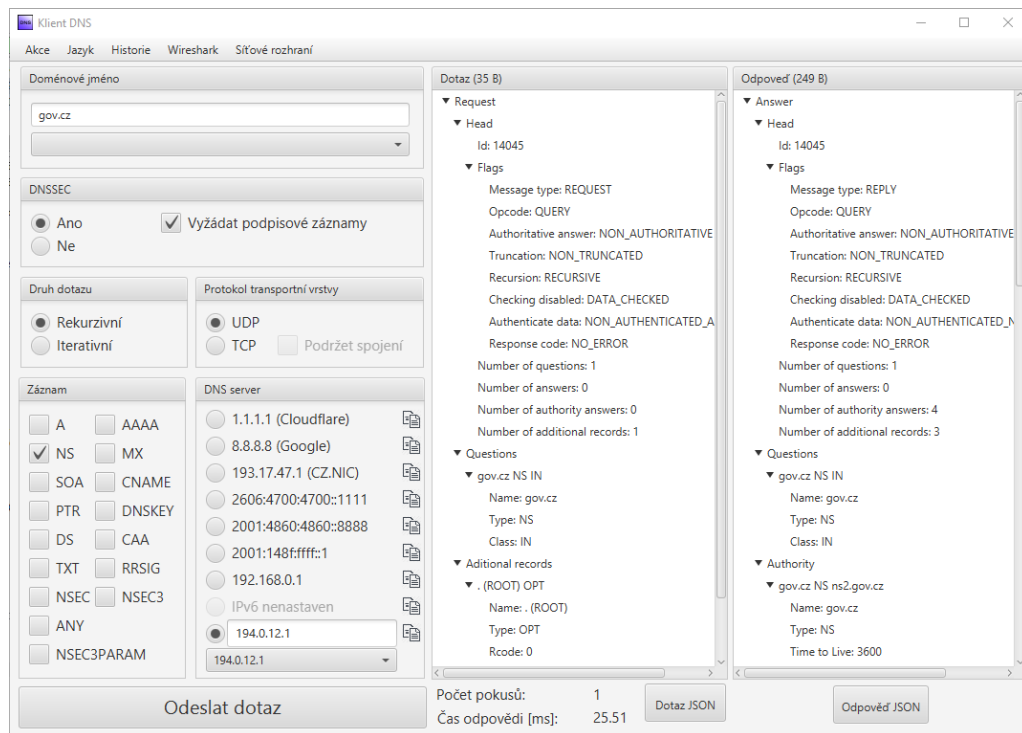 DNS Klient DNS
Akce Jazyk Historie Wireshark Síťové rozhraní
Doménové jméno
gov.cz
DNSSEC
Ano
Vyžádát podpisové záznamy
Ne
Druh dotazu
Rekurzivní
Iterativní
Protokol transportní vrstvy
UDP
TCP
Podržet spojení
Záznam
A AAAA
NS MX
SOA CNAME
PTR DNSKEY
DS CAA
TXT RRSIG
NSEC NSEC3
ANY
NSEC3PARAM
DNS server
1.1.1.1 (Cloudflare)
8.8.8.8 (Google)
193.17.47.1 (CZ.NIC)
2606:4700:4700::1111
2001:4860:4860::8888
2001:148f:ffff::1
192.168.0.1
IPv6 nenastaven
194.0.12.1
194.0.12.1
Odeslat dotaz
Dotaz (35 B)
Request
Head
Id: 14045
Flags
Message type: REQUEST
Opcode: QUERY
Authoritative answer: NON_AUTHORITATIVE
Truncation: NON_TRUNCATED
Recursion: RECURSIVE
Checking disabled: DATA_CHECKED
Authenticate data: NON_AUTHENTICATED_A
Response code: NO_ERROR
Number of questions: 1
Number of answers: 0
Number of authority answers: 0
Number of additional records: 1
Questions
gov.cz NS IN
Name: gov.cz
Type: NS
Class: IN
Aditional records
. (ROOT) OPT
Name: . (ROOT)
Type: OPT
Rcode: 0
Počet pokusů: 1
Čas odpovědi [ms]: 25.51
Dotaz JSON
Odpoveď (249 B)
Answer
Head
Id: 14045
Flags
Message type: REPLY
Opcode: QUERY
Authoritative answer: NON_AUTHORITATIVE
Truncation: NON_TRUNCATED
Recursion: RECURSIVE
Checking disabled: DATA_CHECKED
Authenticate data: NON_AUTHENTICATED_N
Response code: NO_ERROR
Number of questions: 1
Number of answers: 0
Number of authority answers: 4
Number of additional records: 3
Questions
gov.cz NS IN
Name: gov.cz
Type: NS
Class: IN
Authority
gov.cz NS ns2.gov.cz
Name: gov.cz
Type: NS
Time to Live: 3600
Odpověď JSON